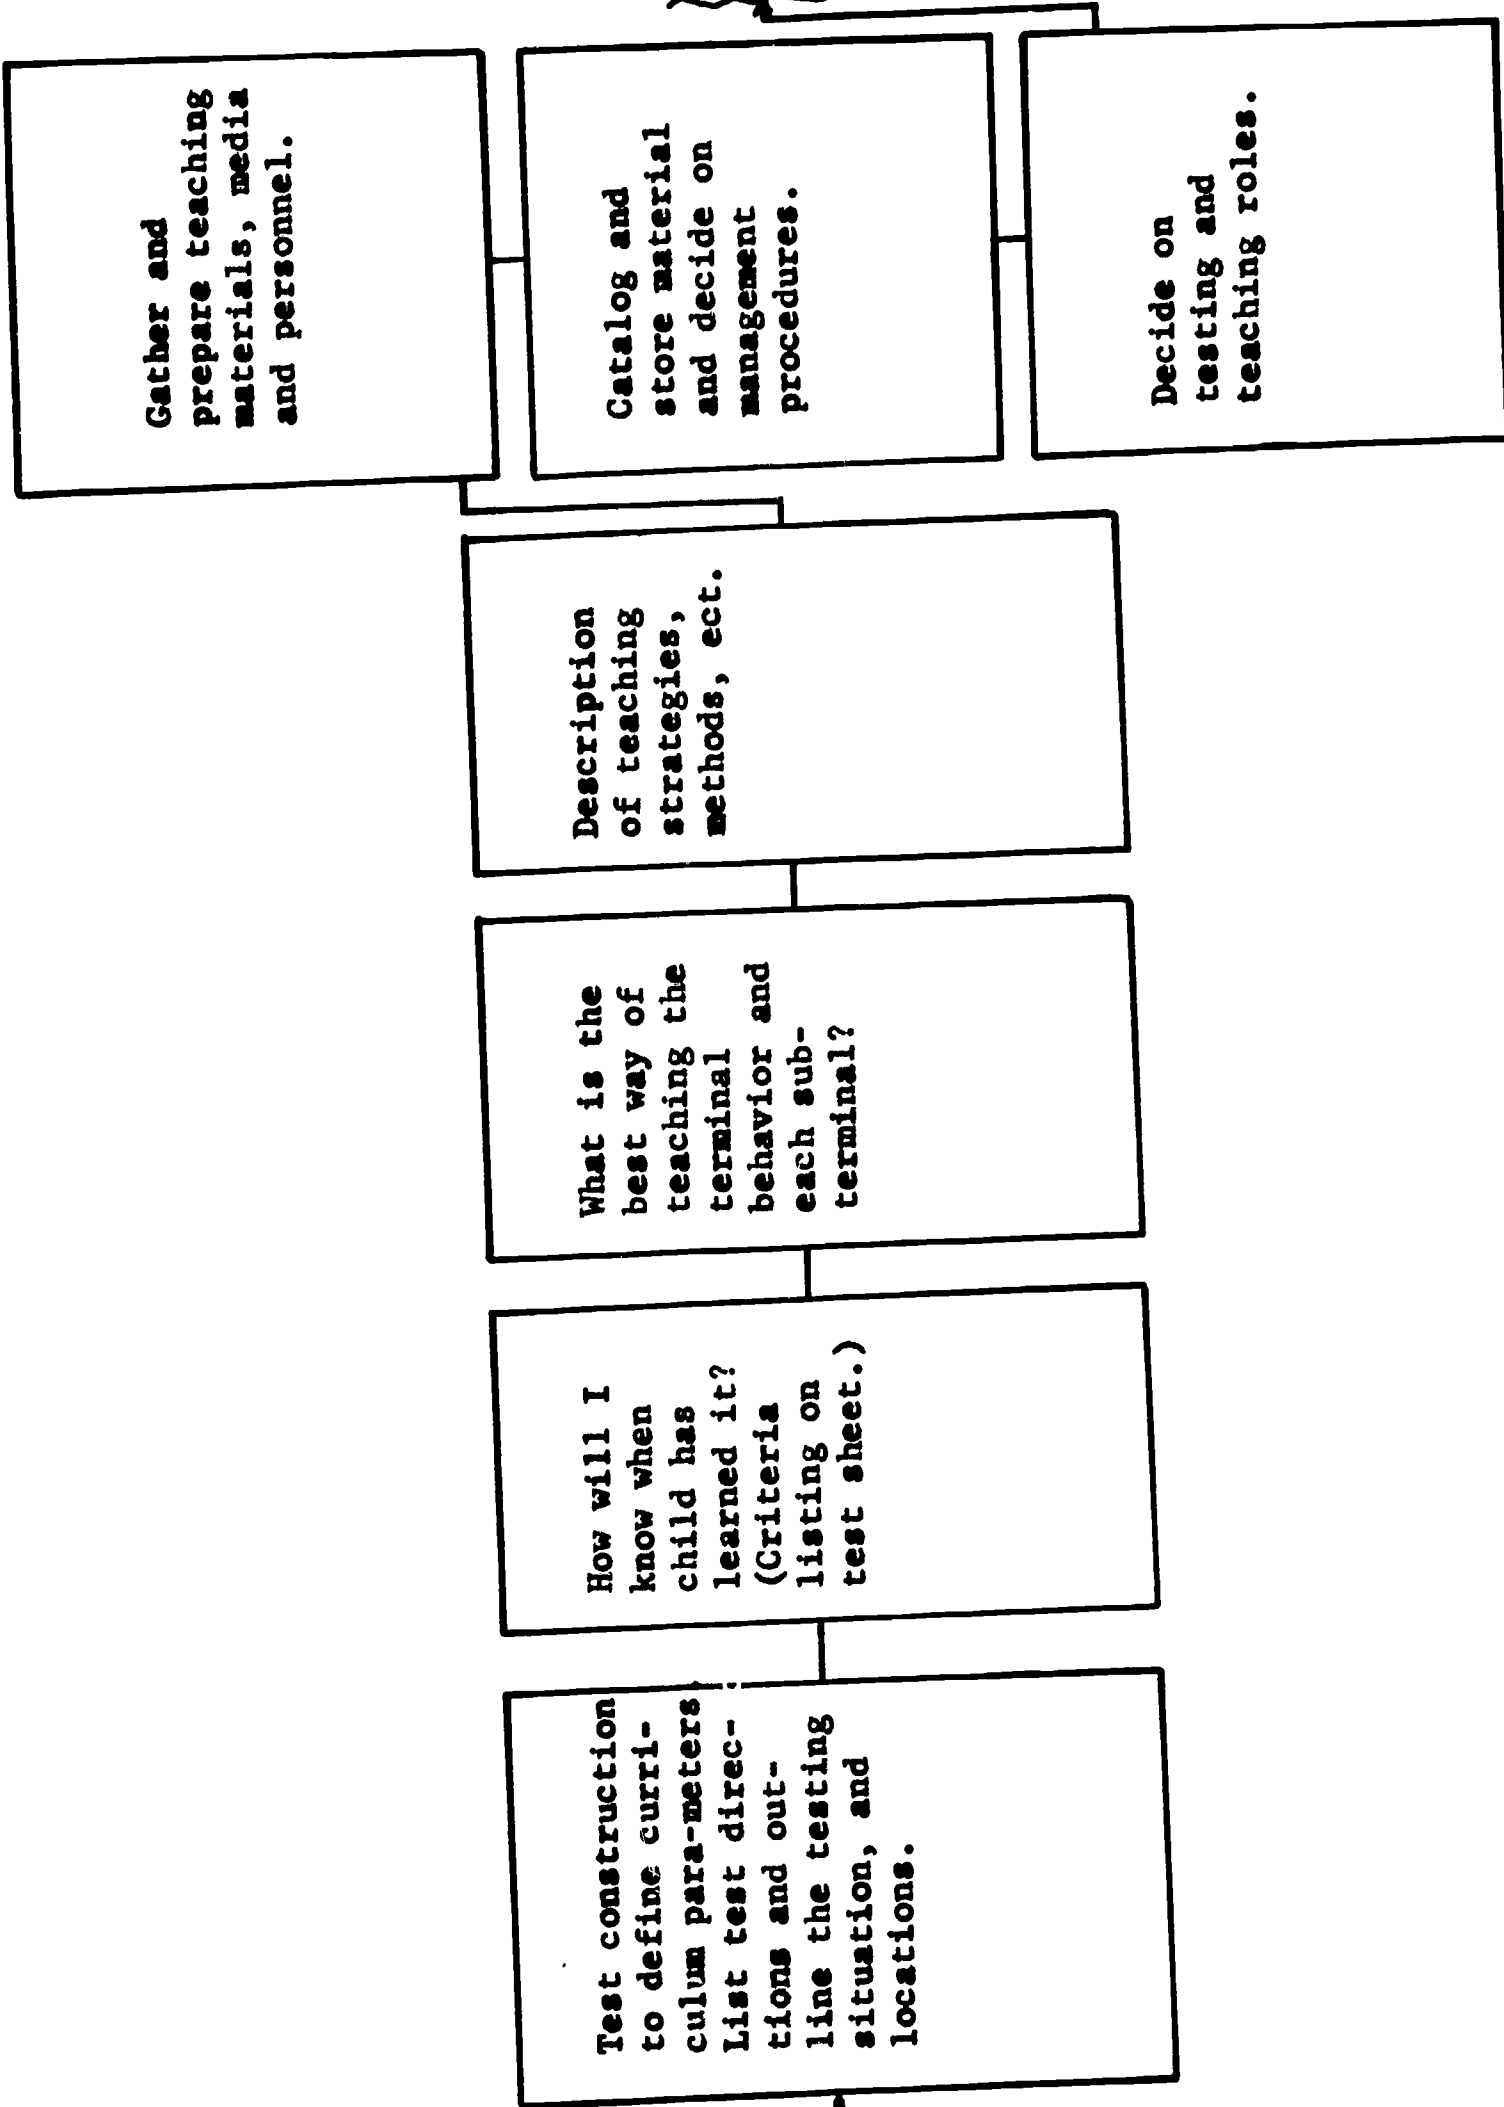 Test construction
to define curri-
culum para-meters
List test direc-
tions and out-
line the testing
situation, and
locations.
How will I
know when
child has
learned it?
(Criteria
listing on
test sheet.)
What is the
best way of
teaching the
terminal
behavior and
each sub-
terminal?
Description
of teaching
strategies,
methods, ect.
Gather and
prepare teaching
materials, media
and personnel.
Catalog and
store material
and decide on
management
procedures.
Decide on
testing and
teaching roles.